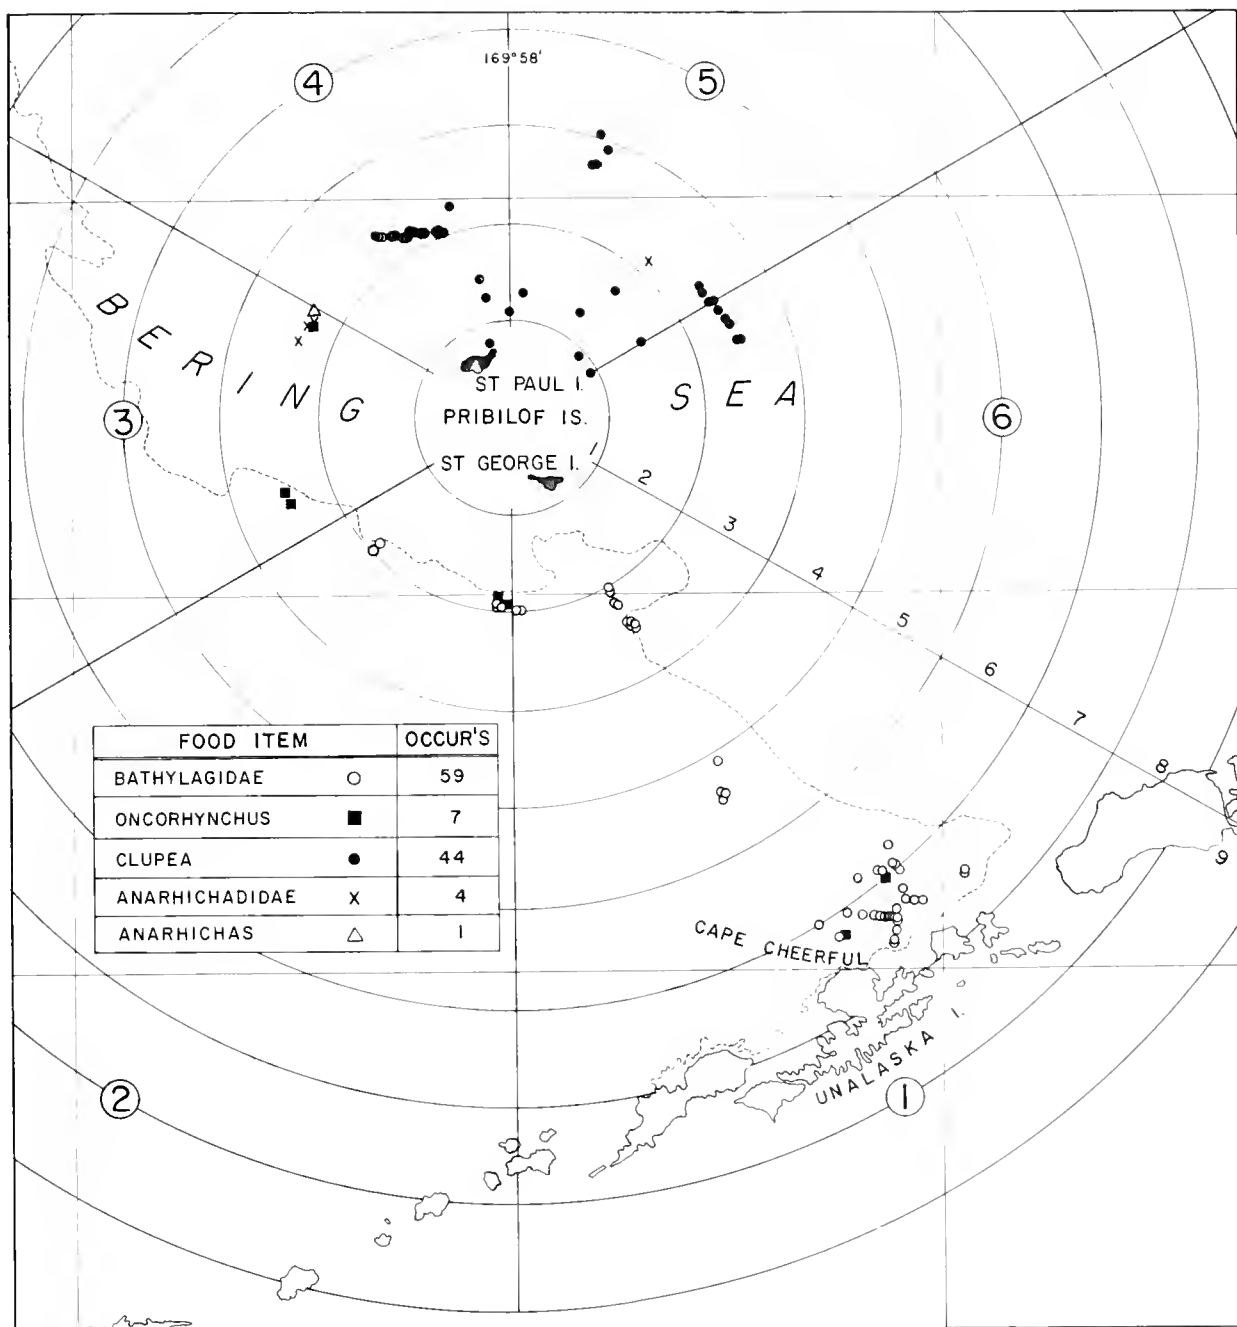 169°58'
4
5
BERING SEA
ST PAUL I.
PRIBILOF IS.
ST GEORGE I.
3
6
1
2
3
4
5
6
7
8
9
FOOD ITEM OCCUR'S
BATHYLAGIDAE 59
ONCORHYNCHUS 7
CLUPEA 44
ANARHICHADIDAE X 4
ANARHICHAS 1
CAPE CHEERFUL
UNALASKA I.
2
1